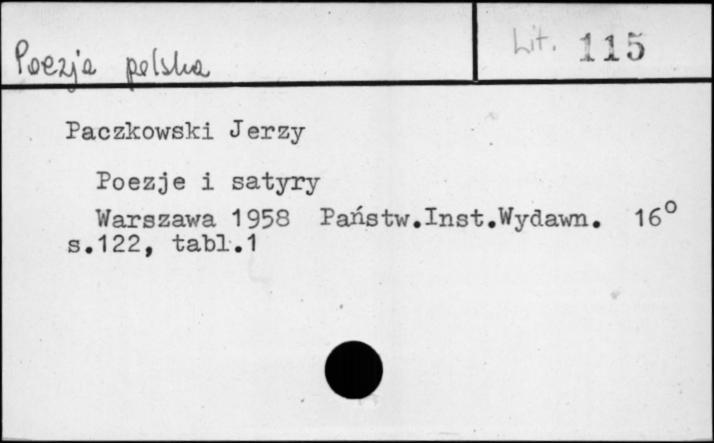 Poezja polska
Lit. 115
Paczkowski Jerzy
Poezje i satyry
Warszawa 1958 Państw.Inst.Wydawn. 16°
s.122, tabl.1